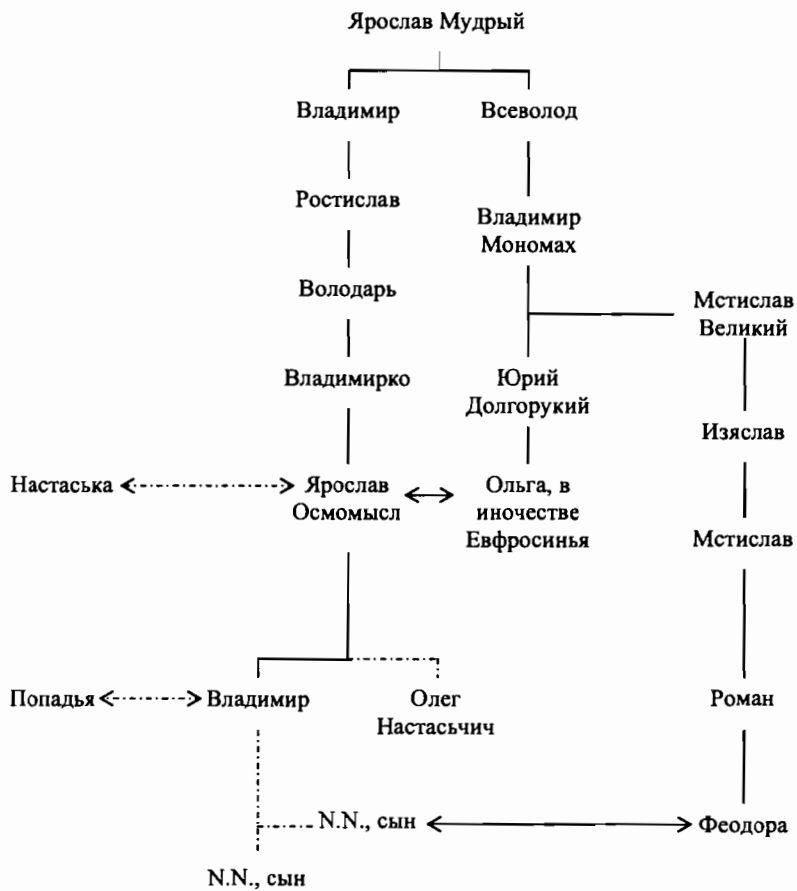 Ярослав Мудрый
Владимир
Всеволод
Ростислав
Владимир
Мономах
Володарь
Мстислав
Великий
Владимирко
Юрий
Долгорукий
Изяслав
Настаська
Ярослав
Осмомысл
Ольга, в
иночестве
Евфросинья
Мстислав
Попадья
Владимир
Олег
Настасьчич
Роман
N.N., сын
Феодора
N.N., сын